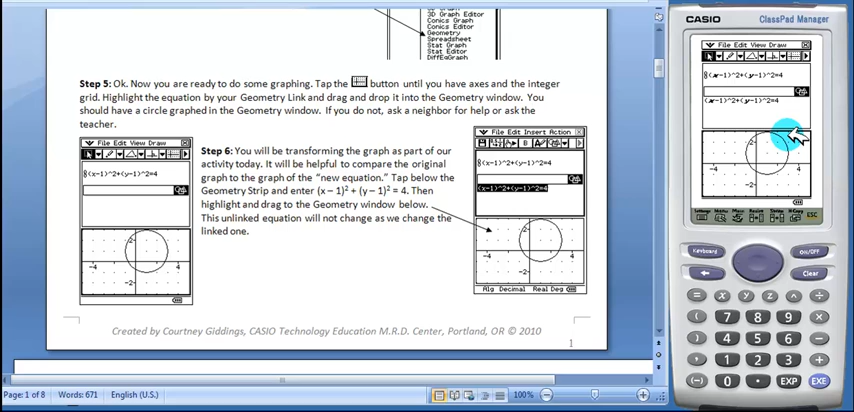 3D Graph Editor
Conics Graph
Conics Editor
Geometry
Spreadsheet
Stat Graph
Stat Editor
DiffEqGraph
Step 5: Ok. Now you are ready to do some graphing. Tap the button until you have axes and the integer
grid. Highlight the equation by your Geometry Link and drag and drop it into the Geometry window. You
should have a circle graphed in the Geometry window. If you do not, ask a neighbor for help or ask the
teacher.
File Edit View Draw
(x-1)^2+(y-1)^2=4
2
-4
4
-2
Step 6: You will be transforming the graph as part of our
activity today. It will be helpful to compare the original
graph to the graph of the “new equation.” Tap below the
Geometry Strip and enter (x – 1)² + (y – 1)² = 4. Then
highlight and drag to the Geometry window below.
This unlinked equation will not change as we change the
linked one.
File Edit Insert Action
(x-1)^2+(y-1)^2=4
(x-1)^2+(y-1)^2=4
2
-4
4
-2
Alg Decimal Real Deg
Created by Courtney Giddings, CASIO Technology Education M.R.D. Center, Portland, OR © 2010
1
Page: 1 of 8 Words: 671 English (U.S.) 100%
CASIO ClassPad Manager
File Edit View Draw
(x-1)^2+(y-1)^2=4
(x-1)^2+(y-1)^2=4
2
-4
4
-2
Settings Menu Main Resize Swap R-Copy ESC
Keyboard ON/OFF
Clear
= x y z ^ ÷
( 7 8 9 ×
) 4 5 6 −
, 1 2 3 +
(−) 0 . EXP EXE